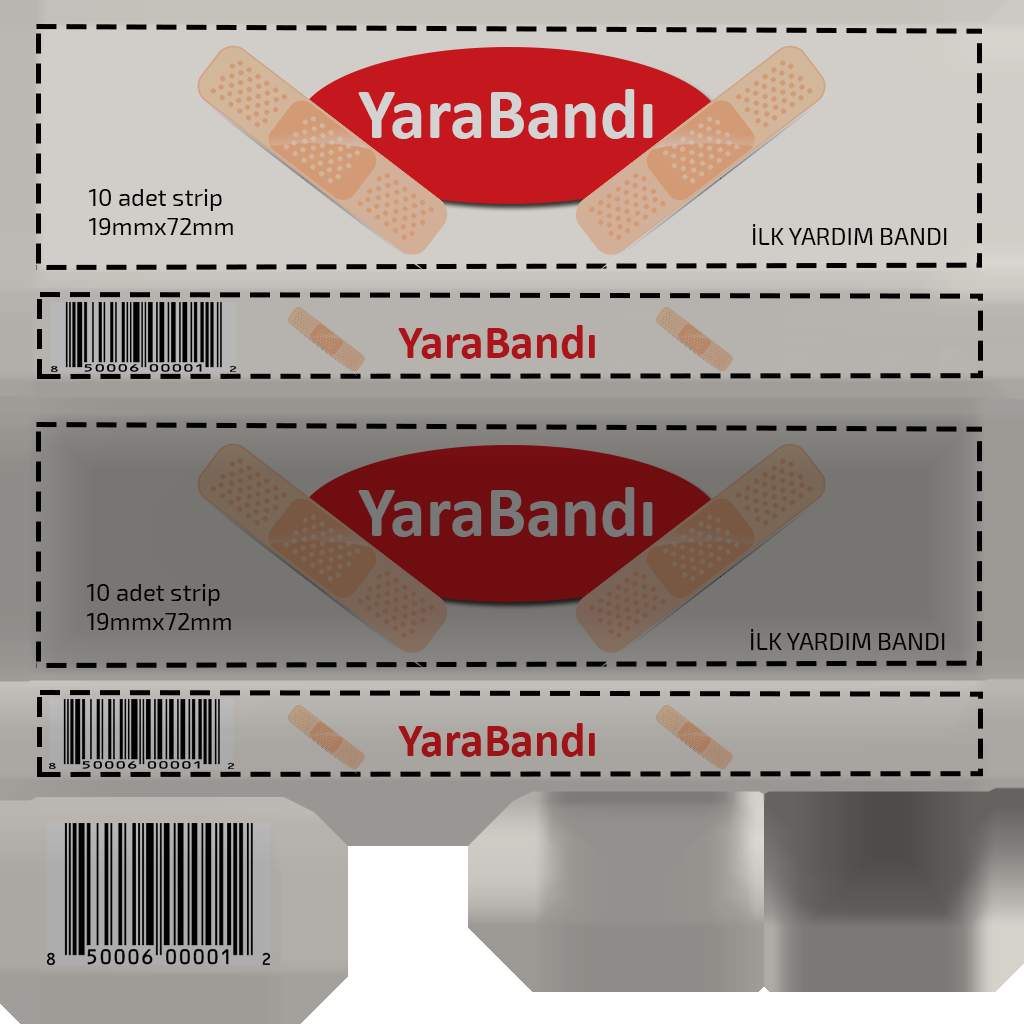 YaraBandı
10 adet strip
19mmx72mm
İLK YARDIM BANDI
8 50006 00001 2
YaraBandı
YaraBandı
10 adet strip
19mmx72mm
İLK YARDIM BANDI
8 50006 00001 2
YaraBandı
8 50006 00001 2